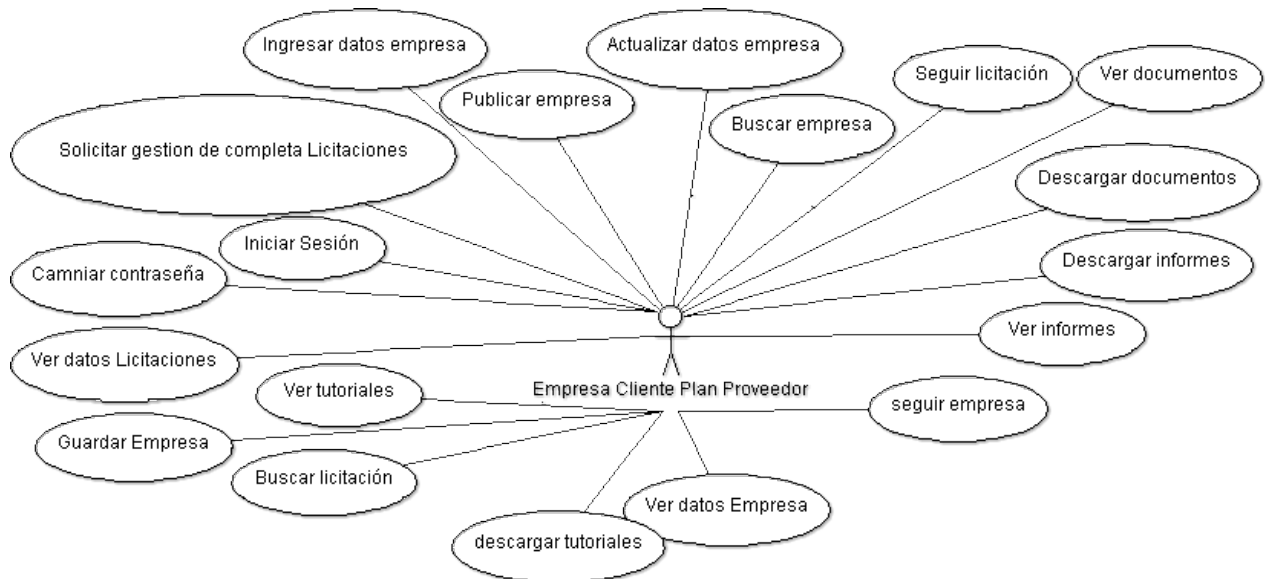 Ingresar datos empresa
Actualizar datos empresa
Seguir licitación
Ver documentos
Publicar empresa
Buscar empresa
Solicitar gestion de completa Licitaciones
Descargar documentos
Iniciar Sesión
Camniar contraseña
Descargar informes
Ver informes
Ver datos Licitaciones
Ver tutoriales
Empresa Cliente Plan Proveedor
seguir empresa
Guardar Empresa
Buscar licitación
Ver datos Empresa
descargar tutoriales